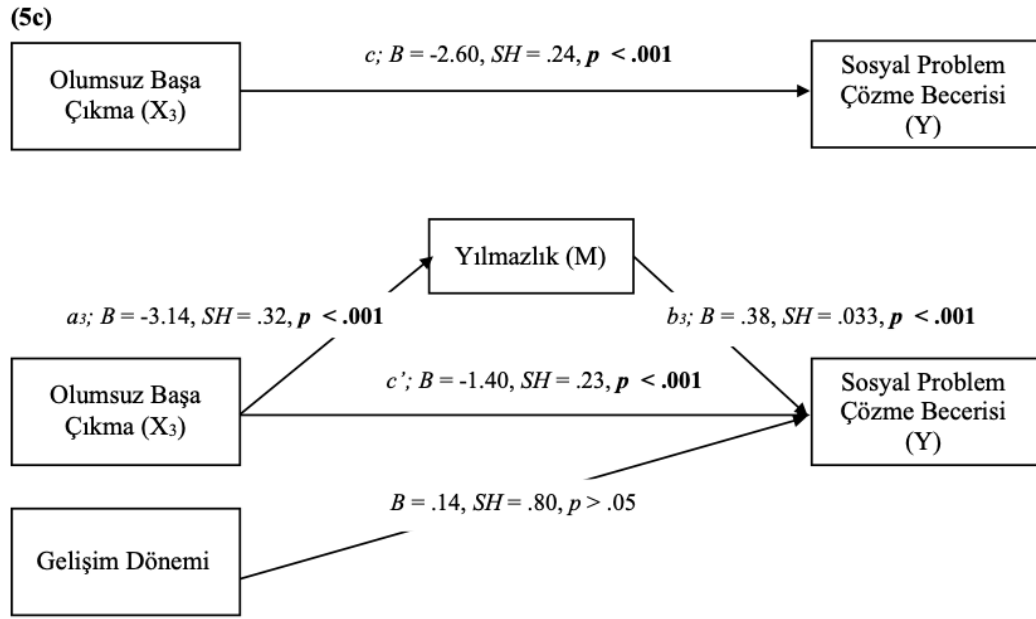 (5c)
c; B = -2.60, SH = .24, p < .001
Olumsuz Başa
Çıkma (X₃)
Sosyal Problem
Çözme Becerisi
(Y)
Yılmazlık (M)
a₃; B = -3.14, SH = .32, p < .001
b₃; B = .38, SH = .033, p < .001
c’; B = -1.40, SH = .23, p < .001
Olumsuz Başa
Çıkma (X₃)
Sosyal Problem
Çözme Becerisi
(Y)
B = .14, SH = .80, p > .05
Gelişim Dönemi